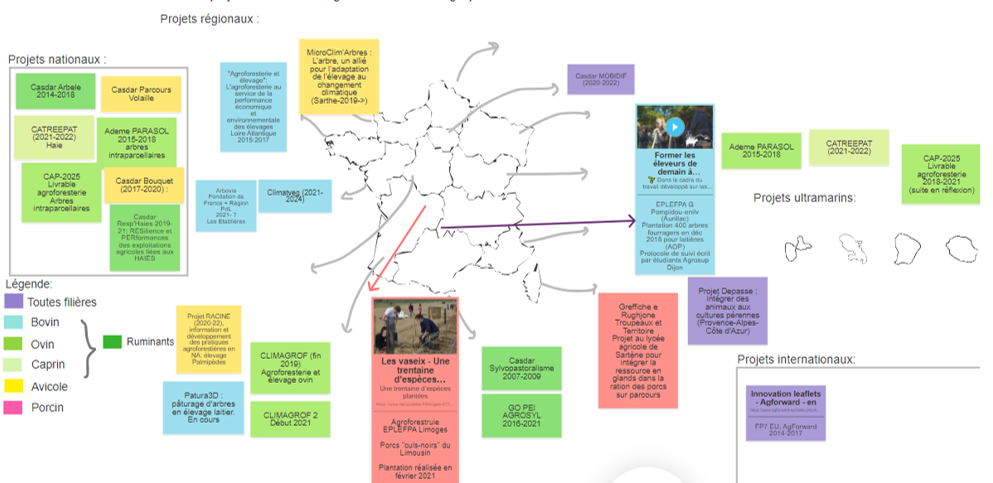 Projets régionaux :
Projets nationaux :
Casdar Arbele
2014-2018
Casdar Parcours
Volaille
CATREEPAT
(2021-2022)
Haie
Ademe PARASOL
2015-2018
arbres
intraparcellaires
CAP-2025
Livrable
agroforesterie
Arbres
intraparcellaires
Casdar Bouquet
(2017-2020) :
Casdar
Resp'Haies 2019-
21: RESilience et
PERformances
des exploitations
agricoles liées aux
HAIES
"Agroforesterie et
élevage":
L'agroforesterie au
service de la
performance
économique
et
environnementale
des élevages
Loire Atlantique
2015-2017
MicroClim'Arbres :
L'arbre, un allié
pour l'adaptation
de l'élevage au
changement
climatique
(Sarthe-2019->)
Arbovia
Fondation de
France + Région
PdL
2021- ?
Les Etablières
Climatveg (2021-
2024)
Casdar MOBIDIF
(2020-2022)
Former les
éleveurs de
demain à...
Dans le cadre du
travail développé sur les...
EPLEFPA G
Pompidou-enilv
(Aurillac)
Plantation 400 arbres
fourragers en déc
2018 pour laitières
(AOP)
Protocole de suivi écrit
par étudiants Agrosup
Dijon
Ademe PARASOL
2015-2018
CATREEPAT
(2021-2022)
CAP-2025
Livrable
agroforesterie
2018-2021
(suite en réflexion)
Projets ultramarins:
Légende:
Toutes filières
Bovin
Ovin
Caprin
Avicole
Porcin
Ruminants
Projet RACINE
(2020-22),
information et
développement
des pratiques
agroforestières en
NA: élevage
Palmipèdes
Patura3D :
pâturage d'arbres
en élevage laitier.
En cours
CLIMAGROF (fin
2019)
Agroforesterie et
élevage ovin
CLIMAGROF 2
Début 2021
Les vaseix - Une
trentaine
d'espèces...
Une trentaine d'espèces
plantées
Agroforestruie
EPLEFPA Limoges
Porcs "culs-noirs" du
Limousin
Plantation réalisée en
février 2021
Casdar
Sylvopastoralisme
2007-2009
GO PEI
AGROSYL
2016-2021
Greffiche e
Rughjone
Troupeaux et
Territoire
Projet au lycée
agricole de
Sartène pour
intégrer la
ressource en
glands dans la
ration des porcs
sur parcours
Projet Depasse :
intégrer des
animaux aux
cultures pérennes
(Provence-Alpes-
Côte d'Azur)
Projets internationaux:
Innovation leaflets
- Agforward - en
FP7 EU, AgForward
2014-2017